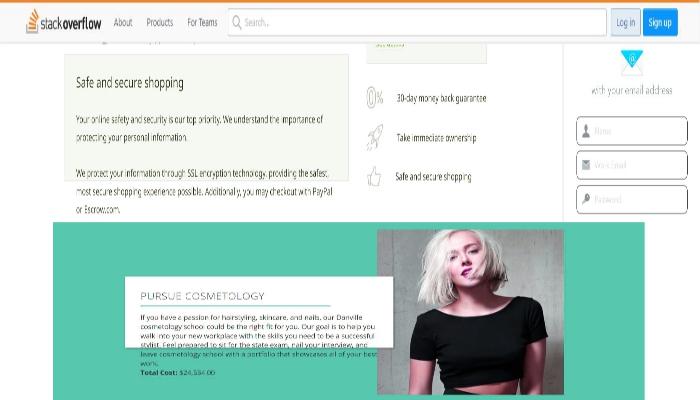 stackoverflow
About
Products
For Teams
Search...
Log in
Sign up
Safe and secure shopping
Your online safety and security is our top priority. We understand the importance of
protecting your personal information.
We protect your information through SSL encryption technology, providing the safest,
most secure shopping experience possible. Additionally, you may checkout with PayPal
or Escrow.com.
0%
30-day money back guarantee
Take immediate ownership
Safe and secure shopping
@
with your email address
Name
Work Email
Password
PURSUE COSMETOLOGY
If you have a passion for hairstyling, skincare, and nails, our Danville
cosmetology school could be the right fit for you. Our goal is to help you
walk into your new workplace with the skills you need to be a successful
stylist. Feel prepared to sit for the state exam, nail your interview, and
leave cosmetology school with a portfolio that showcases all of your best
work.
Total Cost: $24,534.00